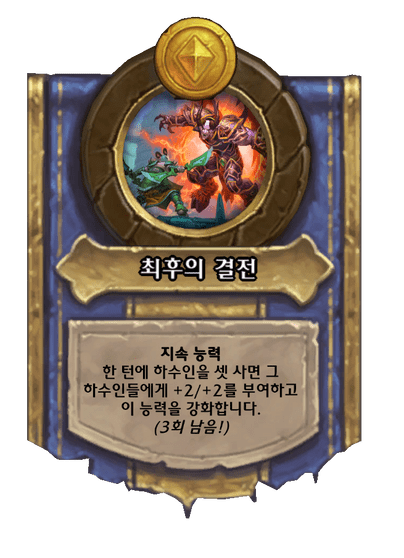 최후의 결전
지속 능력
한 턴에 하수인을 셋 사면 그
하수인들에게 +2/+2를 부여하고
이 능력을 강화합니다.
(3회 남음!)